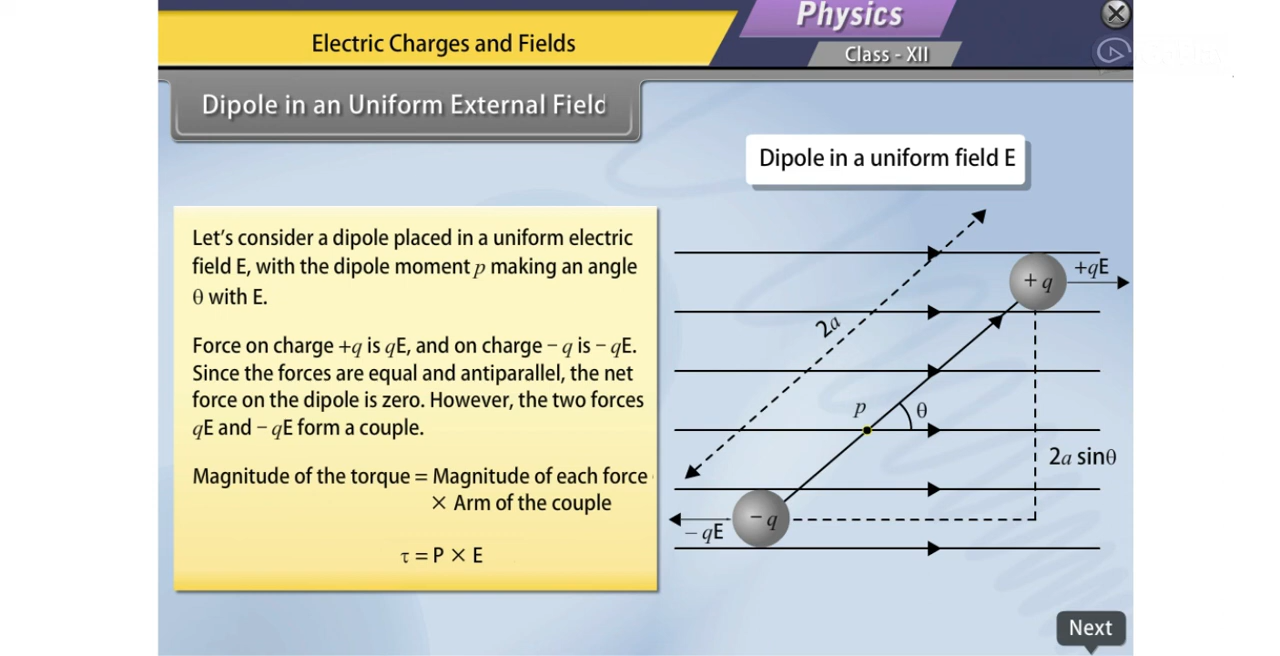 Physics
Electric Charges and Fields
Class - XII
Dipole in an Uniform External Field
Dipole in a uniform field E
Let's consider a dipole placed in a uniform electric
field E, with the dipole moment p making an angle
θ with E.
Force on charge +q is qE, and on charge − q is − qE.
Since the forces are equal and antiparallel, the net
force on the dipole is zero. However, the two forces
qE and − qE form a couple.
Magnitude of the torque = Magnitude of each force
× Arm of the couple
τ = P × E
+q
+qE
2a
p
θ
2a sinθ
− q
− qE
Next